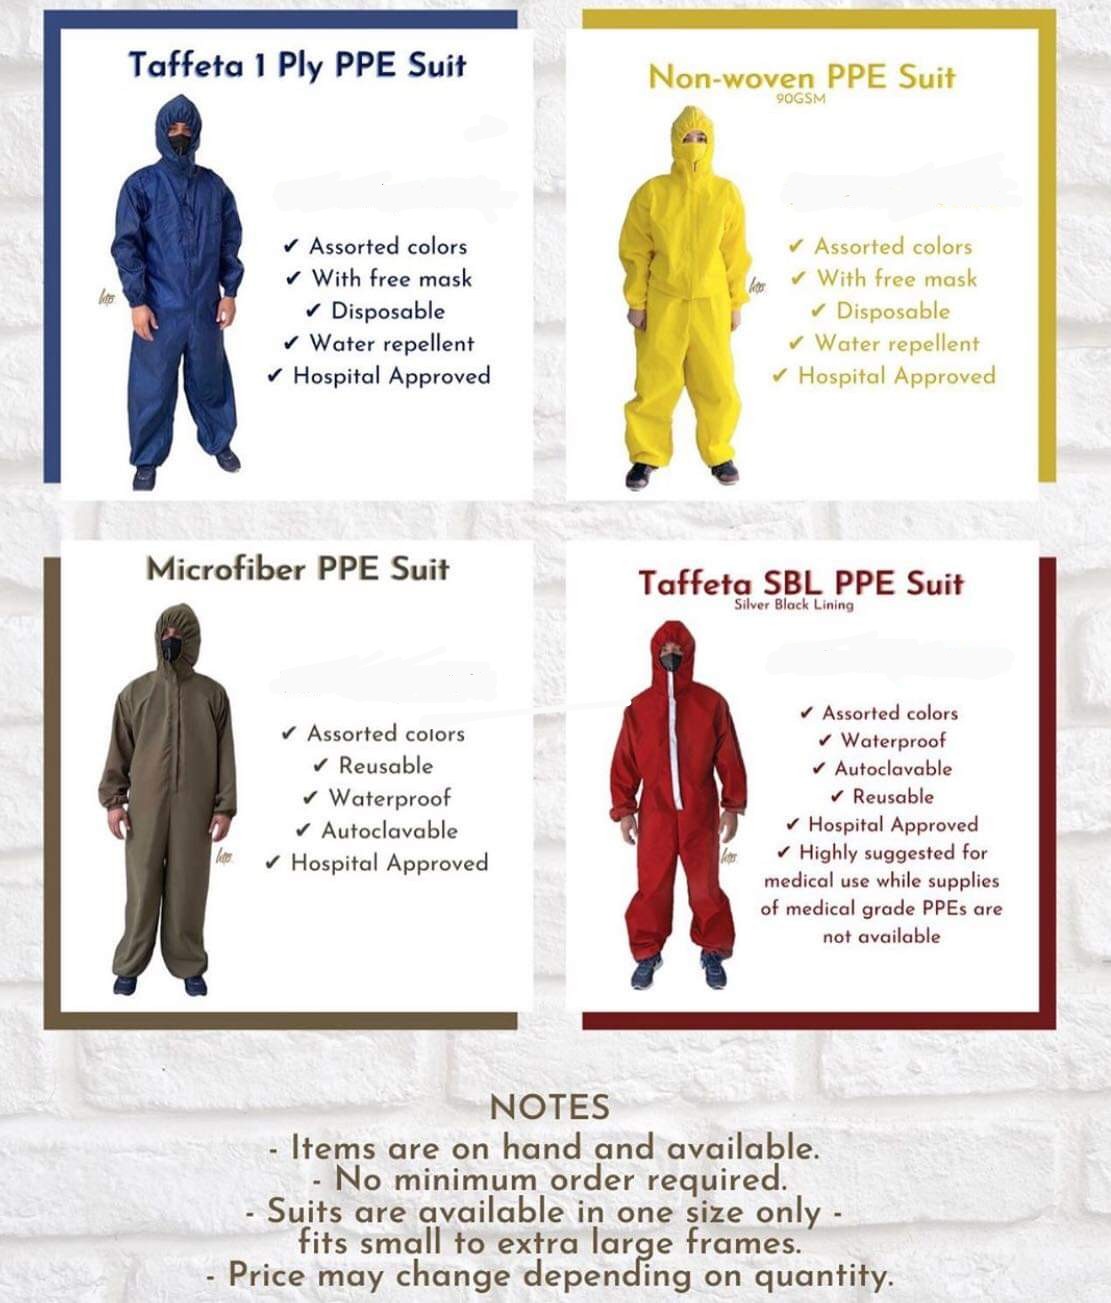 Taffeta 1 Ply PPE Suit
✔ Assorted colors
✔ With free mask
✔ Disposable
✔ Water repellent
✔ Hospital Approved
Non-woven PPE Suit
90GSM
✔ Assorted colors
✔ With free mask
✔ Disposable
✔ Water repellent
✔ Hospital Approved
Microfiber PPE Suit
✔ Assorted colors
✔ Reusable
✔ Waterproof
✔ Autoclavable
✔ Hospital Approved
Taffeta SBL PPE Suit
Silver Black Lining
✔ Assorted colors
✔ Waterproof
✔ Autoclavable
✔ Reusable
✔ Hospital Approved
✔ Highly suggested for
medical use while supplies
of medical grade PPEs are
not available
NOTES
- Items are on hand and available.
- No minimum order required.
- Suits are available in one size only -
fits small to extra large frames.
- Price may change depending on quantity.